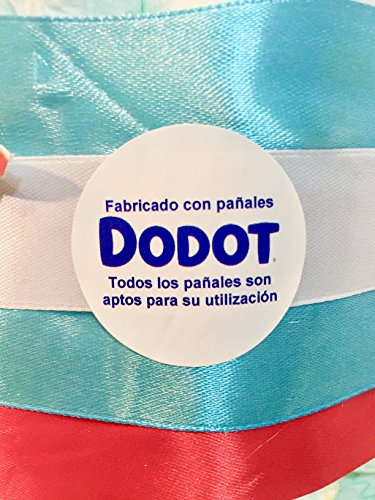 Fabricado con pañales
DODOT
Todos los pañales son
aptos para su utilización